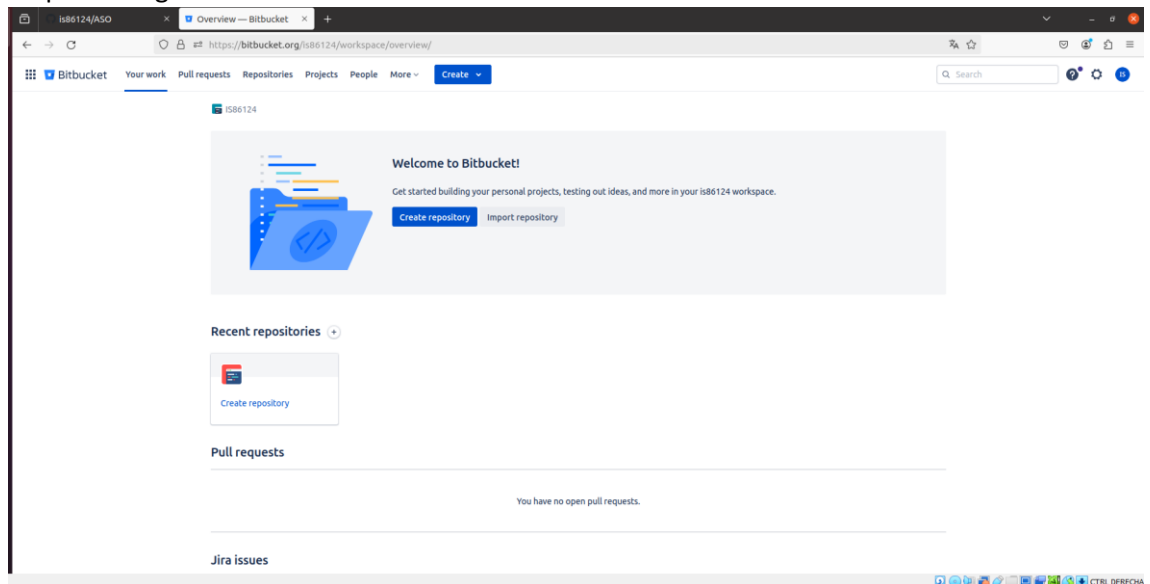 is86124/ASO
Overview — Bitbucket
https://bitbucket.org/is86124/workspace/overview/
Bitbucket Your work Pull requests Repositories Projects People More Create
Search
IS
IS86124
Welcome to Bitbucket!
Get started building your personal projects, testing out ideas, and more in your is86124 workspace.
Create repository Import repository
Recent repositories
Create repository
Pull requests
You have no open pull requests.
Jira issues
CTRL DERECHA